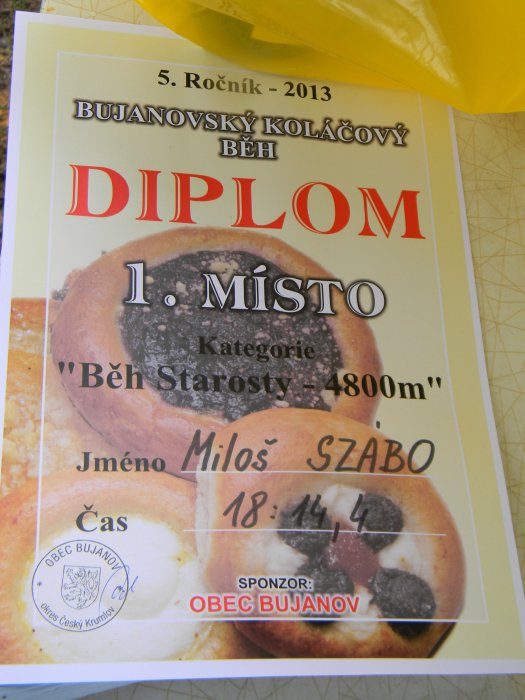 5. Ročník - 2013
BUJANOVSKÝ KOLÁČOVÝ
BĚH
DIPLOM
1. MÍSTO
Kategorie
"Běh Starosty - 4800m"
Jméno Miloš SZABO
Čas 18:14,4
OBEC BUJANOV
okres Český Krumlov
SPONZOR:
OBEC BUJANOV